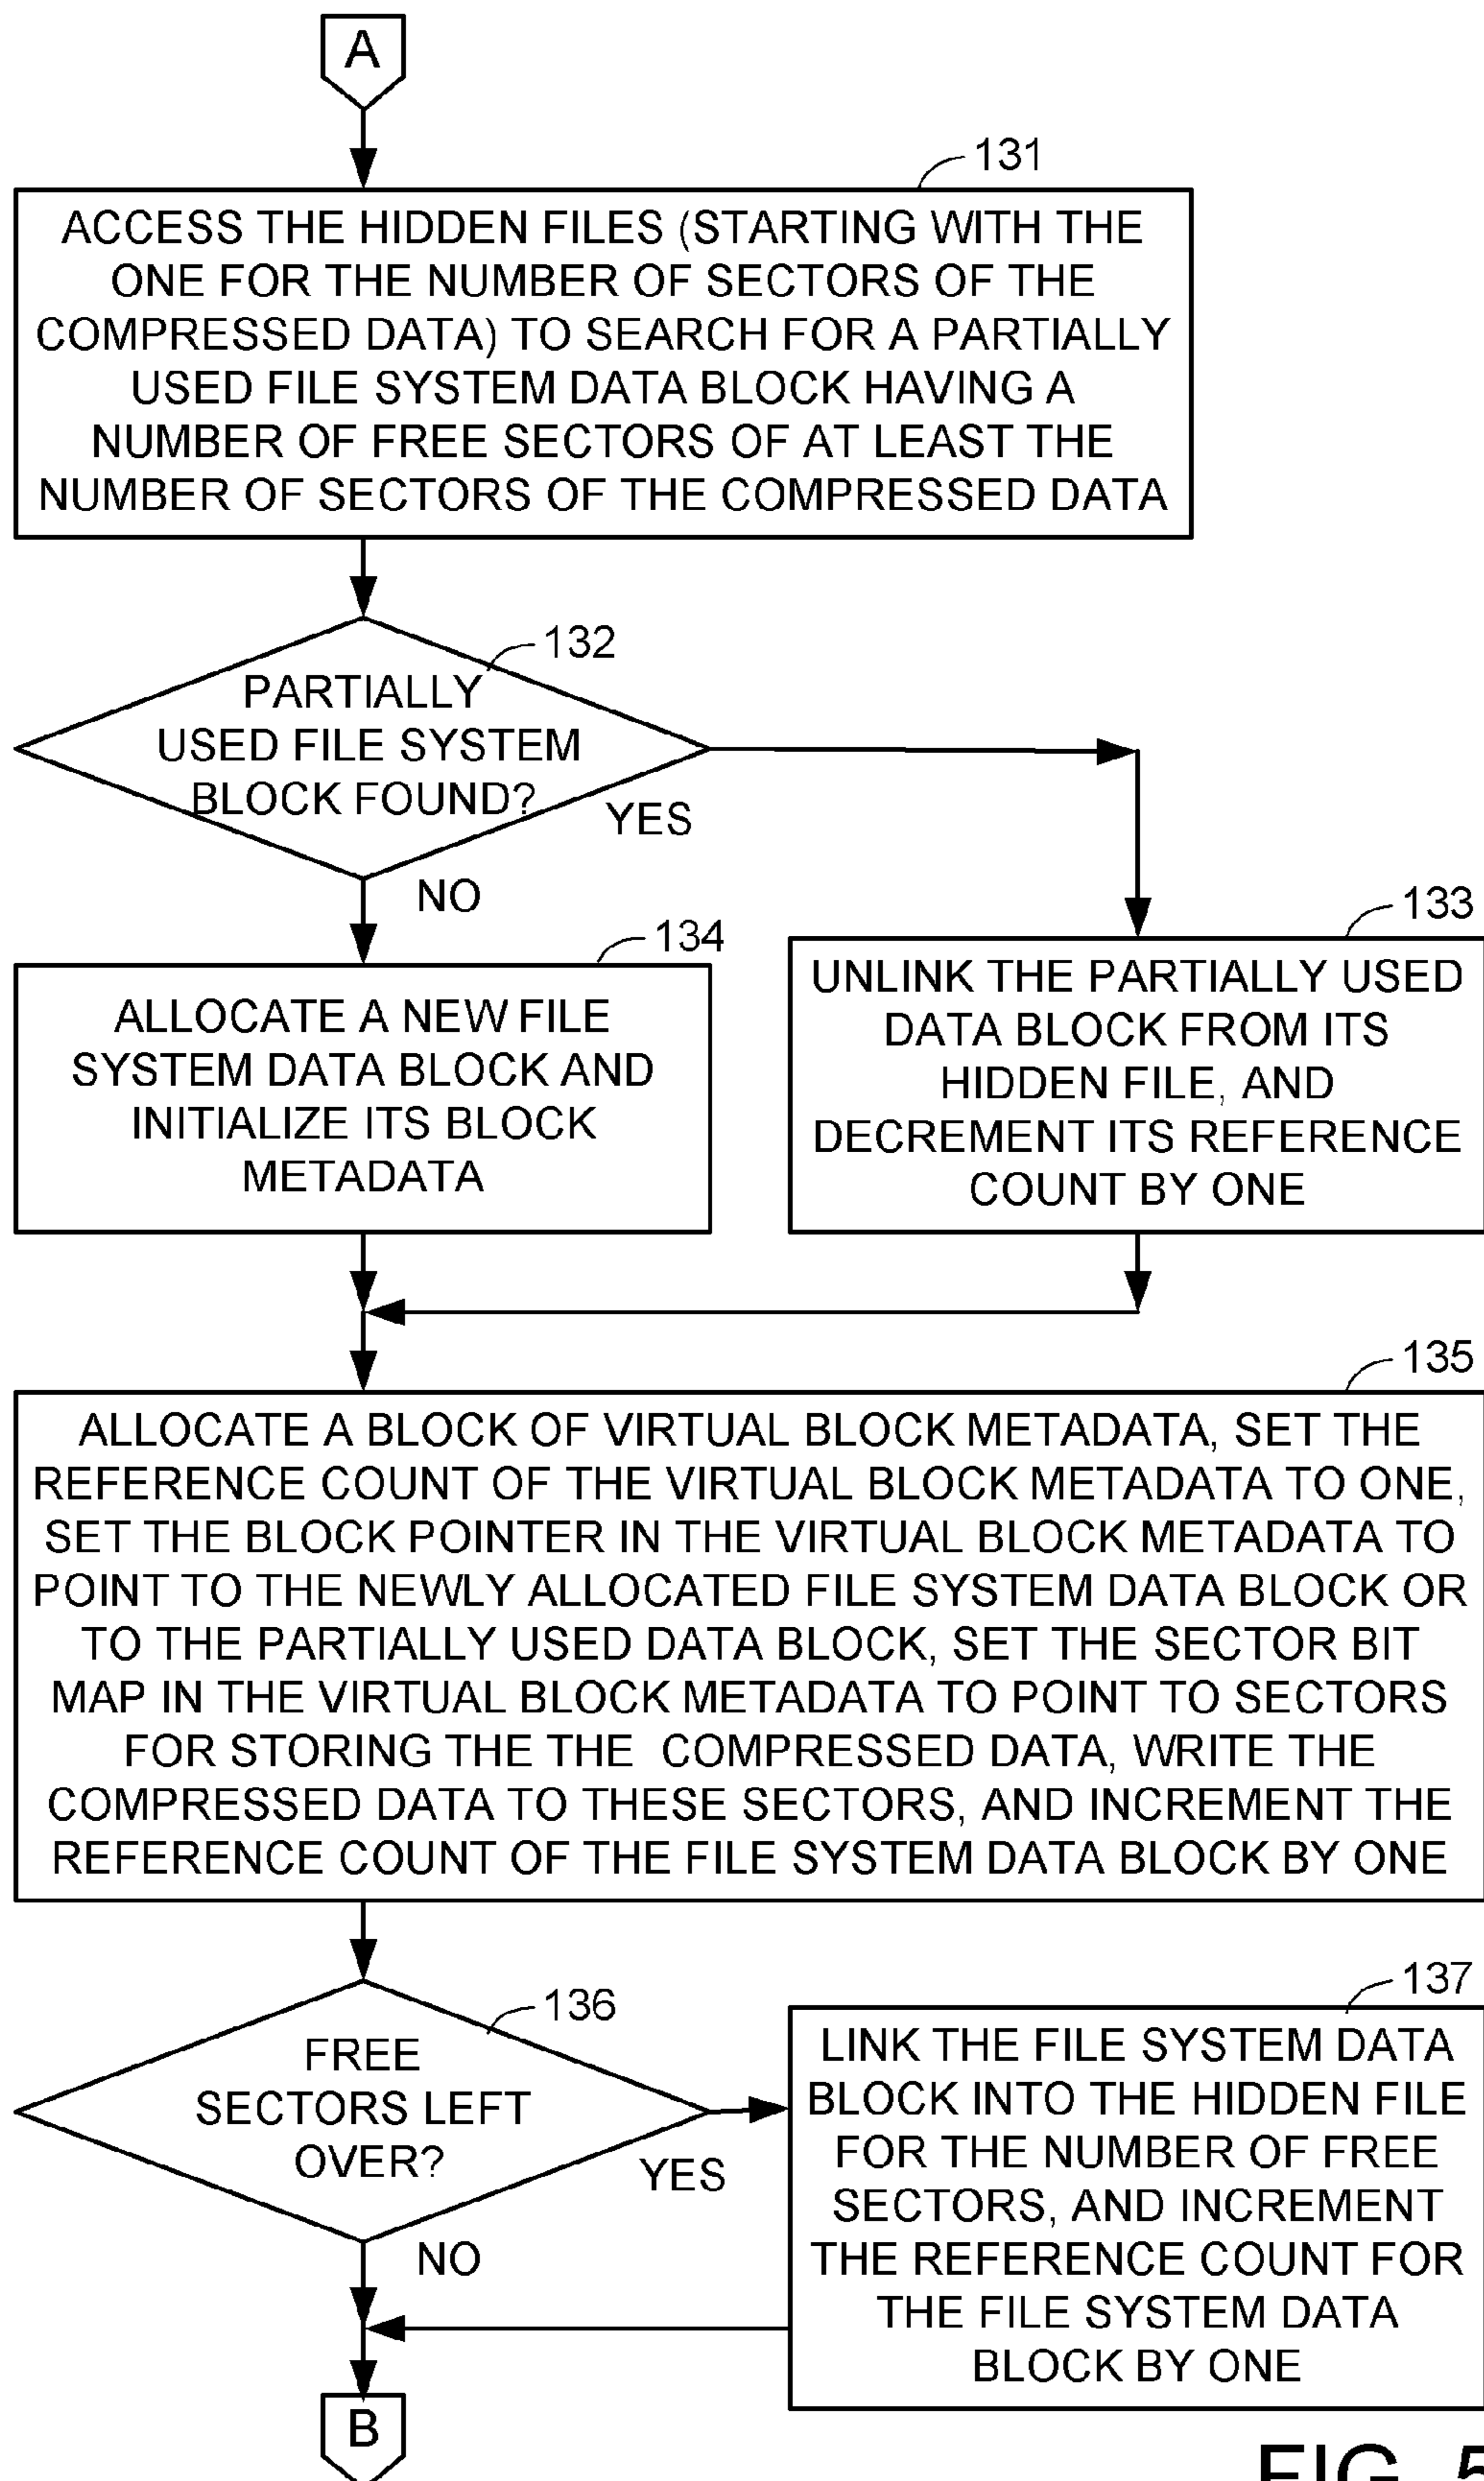 A
131
ACCESS THE HIDDEN FILES (STARTING WITH THE
ONE FOR THE NUMBER OF SECTORS OF THE
COMPRESSED DATA) TO SEARCH FOR A PARTIALLY
USED FILE SYSTEM DATA BLOCK HAVING A
NUMBER OF FREE SECTORS OF AT LEAST THE
NUMBER OF SECTORS OF THE COMPRESSED DATA
132
PARTIALLY
USED FILE SYSTEM
BLOCK FOUND?
YES
NO
134
ALLOCATE A NEW FILE
SYSTEM DATA BLOCK AND
INITIALIZE ITS BLOCK
METADATA
133
UNLINK THE PARTIALLY USED
DATA BLOCK FROM ITS
HIDDEN FILE, AND
DECREMENT ITS REFERENCE
COUNT BY ONE
135
ALLOCATE A BLOCK OF VIRTUAL BLOCK METADATA, SET THE
REFERENCE COUNT OF THE VIRTUAL BLOCK METADATA TO ONE,
SET THE BLOCK POINTER IN THE VIRTUAL BLOCK METADATA TO
POINT TO THE NEWLY ALLOCATED FILE SYSTEM DATA BLOCK OR
TO THE PARTIALLY USED DATA BLOCK, SET THE SECTOR BIT
MAP IN THE VIRTUAL BLOCK METADATA TO POINT TO SECTORS
FOR STORING THE THE COMPRESSED DATA, WRITE THE
COMPRESSED DATA TO THESE SECTORS, AND INCREMENT THE
REFERENCE COUNT OF THE FILE SYSTEM DATA BLOCK BY ONE
136
FREE
SECTORS LEFT
OVER?
YES
NO
137
LINK THE FILE SYSTEM DATA
BLOCK INTO THE HIDDEN FILE
FOR THE NUMBER OF FREE
SECTORS, AND INCREMENT
THE REFERENCE COUNT FOR
THE FILE SYSTEM DATA
BLOCK BY ONE
B
FIG. 5